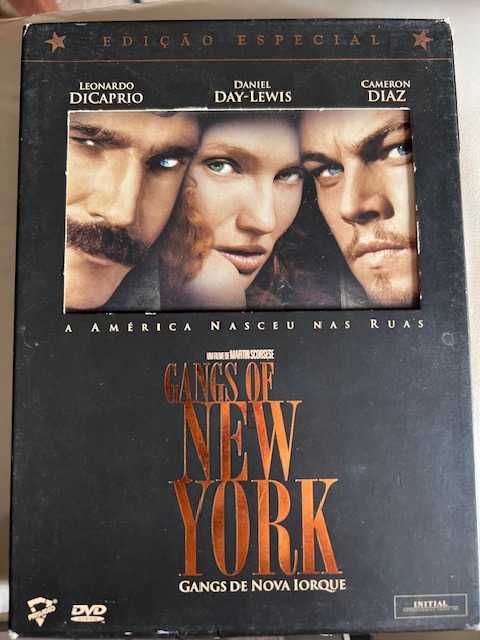 EDIÇÃO ESPECIAL
LEONARDO DICAPRIO
DANIEL DAY-LEWIS
CAMERON DIAZ
A AMÉRICA NASCEU NAS RUAS
UM FILME DE MARTIN SCORSESE
GANGS OF
NEW
YORK
GANGS DE NOVA IORQUE
DVD
INITIAL